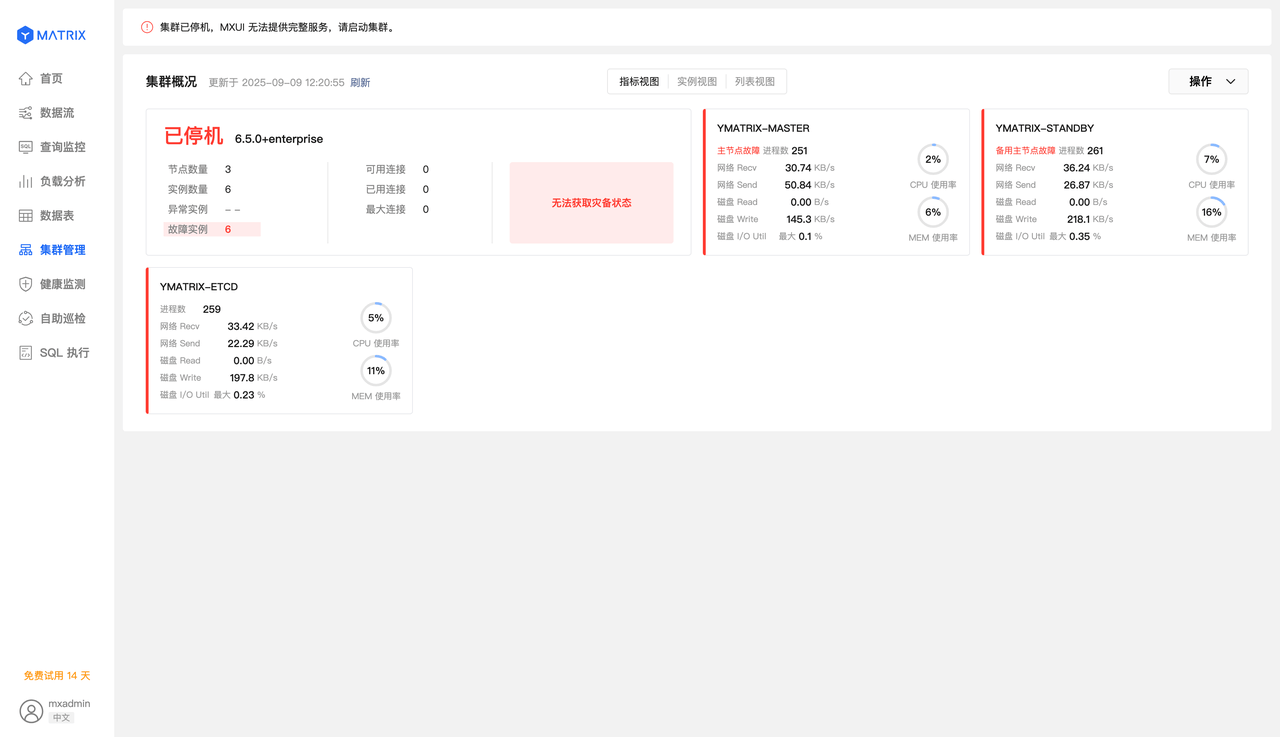 YMATRIX
首页
数据流
查询监控
负载分析
数据表
集群管理
健康监测
自助巡检
SQL 执行
免费试用 14 天
mxadmin
中文
集群已停机，MXUI 无法提供完整服务，请启动集群。
集群概况 更新于 2025-09-09 12:20:55 刷新
指标视图 实例视图 列表视图
操作
已停机 6.5.0+enterprise
节点数量 3
实例数量 6
异常实例 – –
故障实例 6
可用连接 0
已用连接 0
最大连接 0
无法获取灾备状态
YMATRIX-MASTER
主节点故障 进程数 251
网络 Recv 30.74 KB/s
网络 Send 50.84 KB/s
磁盘 Read 0.00 B/s
磁盘 Write 145.3 KB/s
磁盘 I/O Util 最大 0.1 %
2%
CPU 使用率
6%
MEM 使用率
YMATRIX-STANDBY
备用主节点故障 进程数 261
网络 Recv 36.24 KB/s
网络 Send 26.87 KB/s
磁盘 Read 0.00 B/s
磁盘 Write 218.1 KB/s
磁盘 I/O Util 最大 0.35 %
7%
CPU 使用率
16%
MEM 使用率
YMATRIX-ETCD
进程数 259
网络 Recv 33.42 KB/s
网络 Send 22.29 KB/s
磁盘 Read 0.00 B/s
磁盘 Write 197.8 KB/s
磁盘 I/O Util 最大 0.23 %
5%
CPU 使用率
11%
MEM 使用率